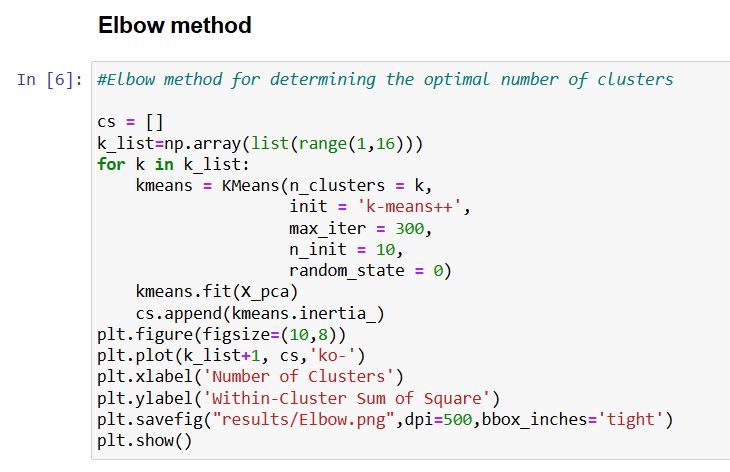 Elbow method
In [6]: #Elbow method for determining the optimal number of clusters
cs = []
k_list=np.array(list(range(1,16)))
for k in k_list:
    kmeans = KMeans(n_clusters = k,
                    init = 'k-means++',
                    max_iter = 300,
                    n_init = 10,
                    random_state = 0)
    kmeans.fit(X_pca)
    cs.append(kmeans.inertia_)
plt.figure(figsize=(10,8))
plt.plot(k_list+1, cs,'ko-')
plt.xlabel('Number of Clusters')
plt.ylabel('Within-Cluster Sum of Square')
plt.savefig("results/Elbow.png",dpi=500,bbox_inches='tight')
plt.show()